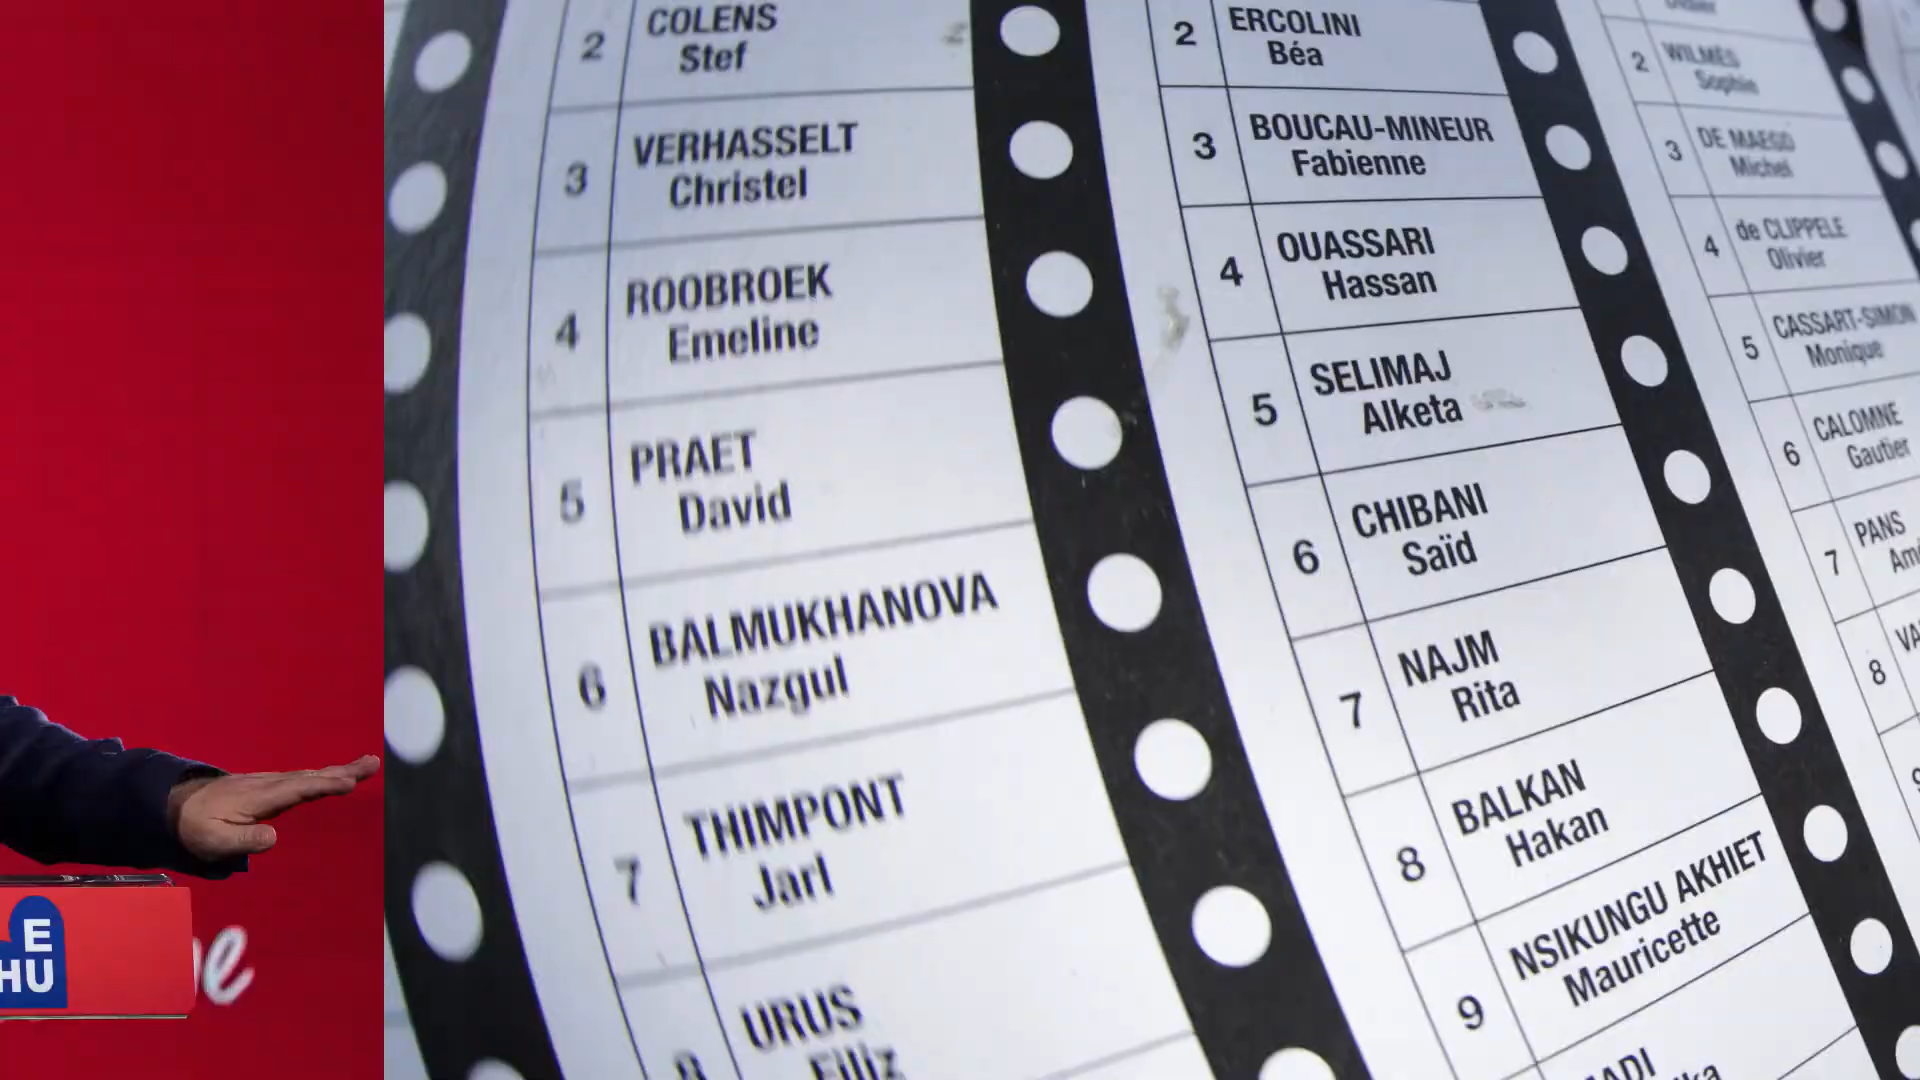 2 COLENS
Stef
3 VERHASSELT
Christel
4 ROOBROEK
Emeline
5 PRAET
David
6 BALMUKHANOVA
Nazgul
7 THIMPONT
Jarl
URUS
Filiz
2 ERCOLINI
Béa
3 BOUCAU-MINEUR
Fabienne
4 OUASSARI
Hassan
5 SELIMAJ
Alketa
6 CHIBANI
Saïd
7 NAJM
Rita
8 BALKAN
Hakan
9 NSIKUNGU AKHIET
Mauricette
Didier
2 WILMÈS
Sophie
3 DE MAEGD
Michel
4 de CLIPPELE
Olivier
5 CASSART-SIMON
Monique
6 CALOMNE
Gautier
7 PANS
8
9
E
HU